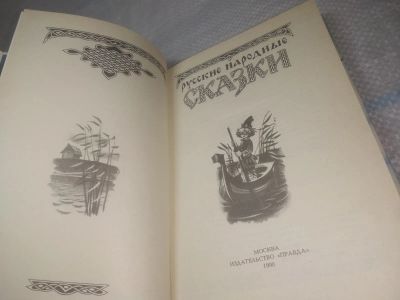 РУССКИЕ НАРОДНЫЕ
СКАЗКИ
МОСКВА
ИЗДАТЕЛЬСТВО «ПРАВДА»